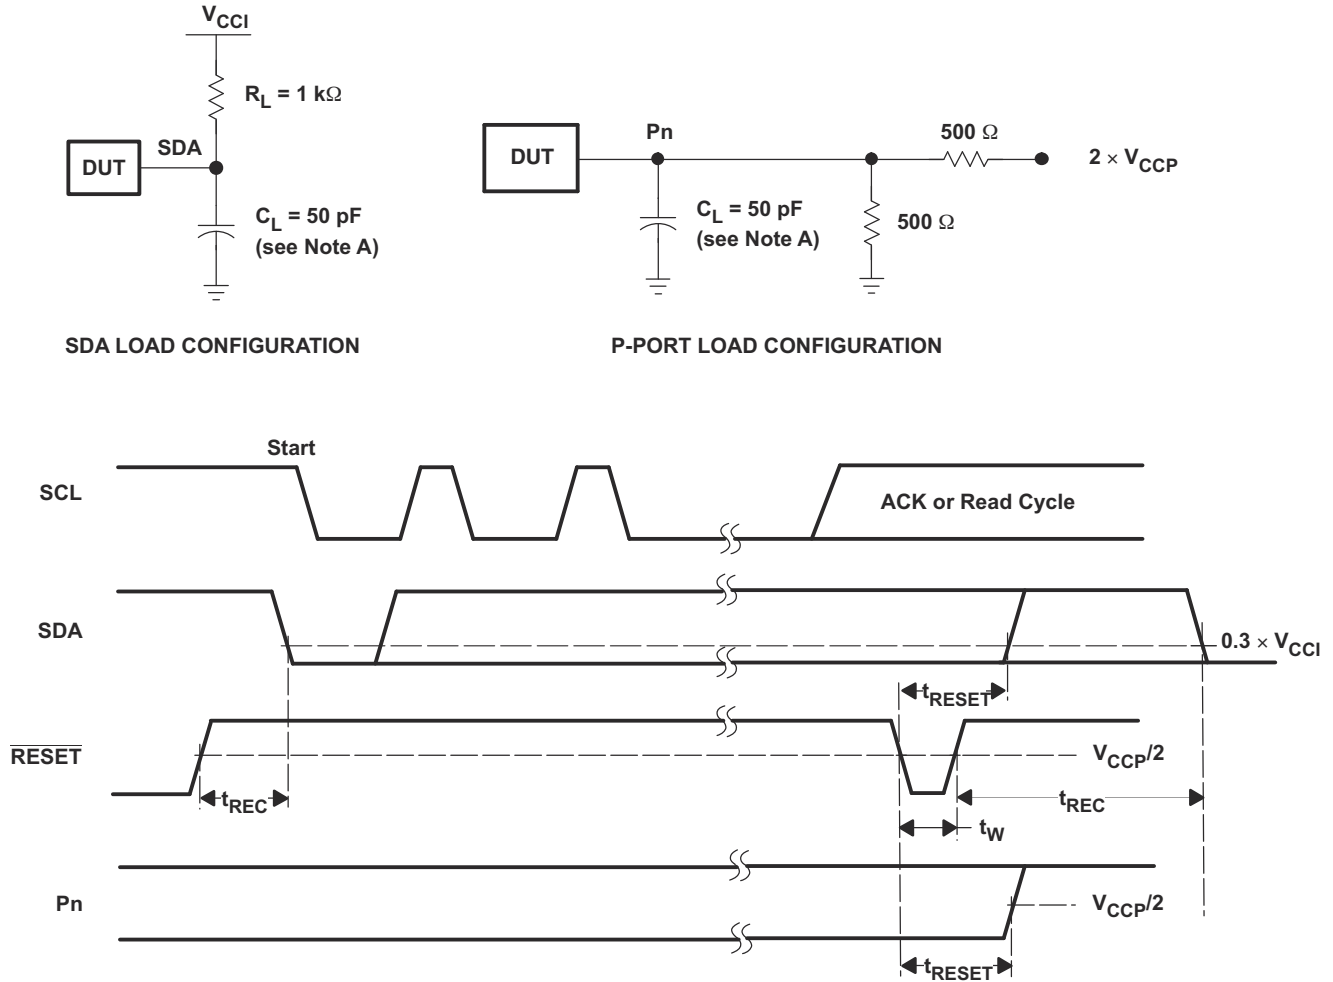 VCCI
RL = 1 kΩ
SDA
DUT
CL = 50 pF
(see Note A)
SDA LOAD CONFIGURATION
DUT
Pn
500 Ω
2 × VCCP
CL = 50 pF
(see Note A)
500 Ω
P-PORT LOAD CONFIGURATION
Start
SCL
ACK or Read Cycle
SDA
0.3 × VCCI
tRESET
RESET
VCCP/2
tREC
tREC
tW
Pn
VCCP/2
tRESET